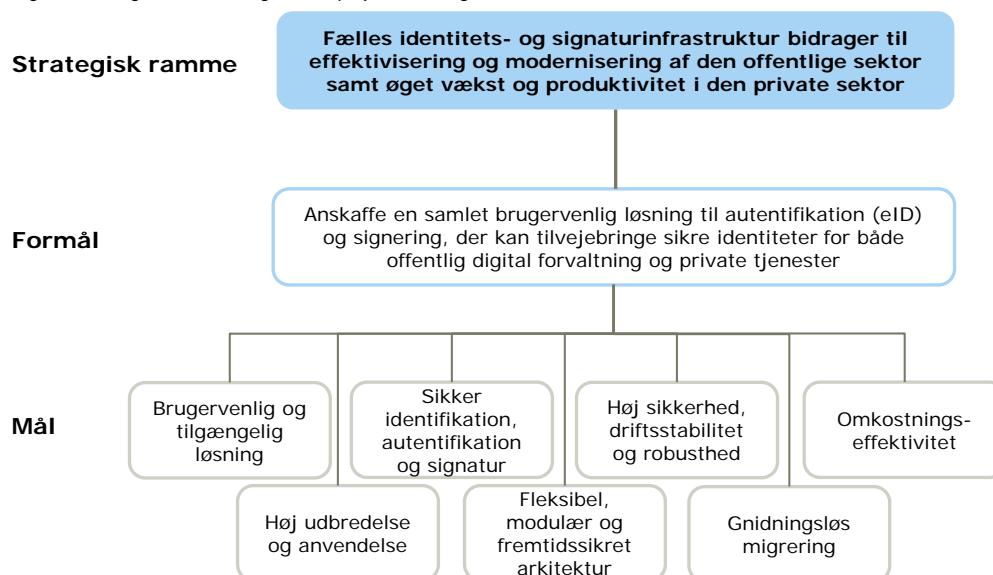 Strategisk ramme
Fælles identitets- og signaturinfrastruktur bidrager til
effektivisering og modernisering af den offentlige sektor
samt øget vækst og produktivitet i den private sektor
Formål
Anskaffe en samlet brugervenlig løsning til autentifikation (eID)
og signering, der kan tilvejebringe sikre identiteter for både
offentlig digital forvaltning og private tjenester
Mål
Brugervenlig og
tilgængelig
løsning
Sikker
identifikation,
autentifikation
og signatur
Høj sikkerhed,
driftsstabilitet
og robusthed
Omkostnings-
effektivitet
Høj udbredelse
og anvendelse
Fleksibel,
modulær og
fremtidssikret
arkitektur
Gnidningsløs
migrering